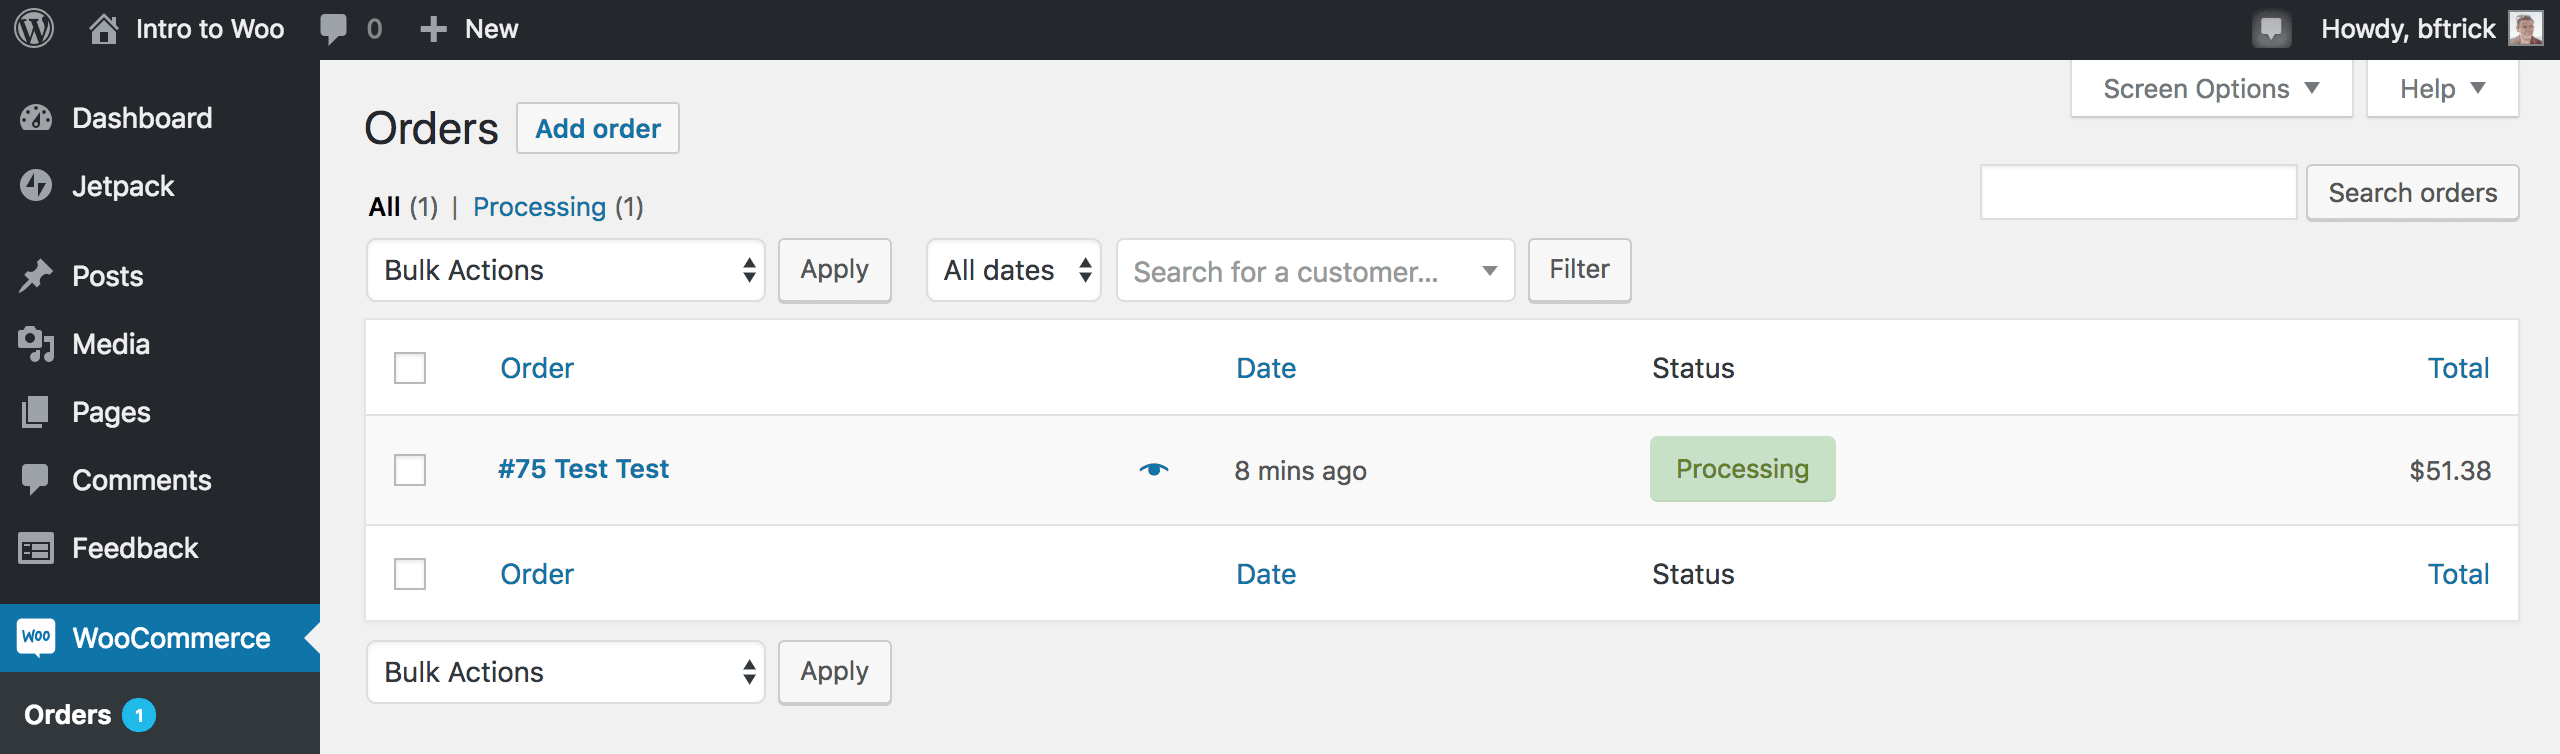 Intro to Woo 0 New Howdy, bftrick
Screen Options Help
Dashboard
Jetpack
Posts
Media
Pages
Comments
Feedback
Woo WooCommerce
Orders 1
Orders Add order
All (1) | Processing (1)
Search orders
Bulk Actions Apply All dates Search for a customer... Filter
Order Date Status Total
#75 Test Test 8 mins ago Processing $51.38
Order Date Status Total
Bulk Actions Apply